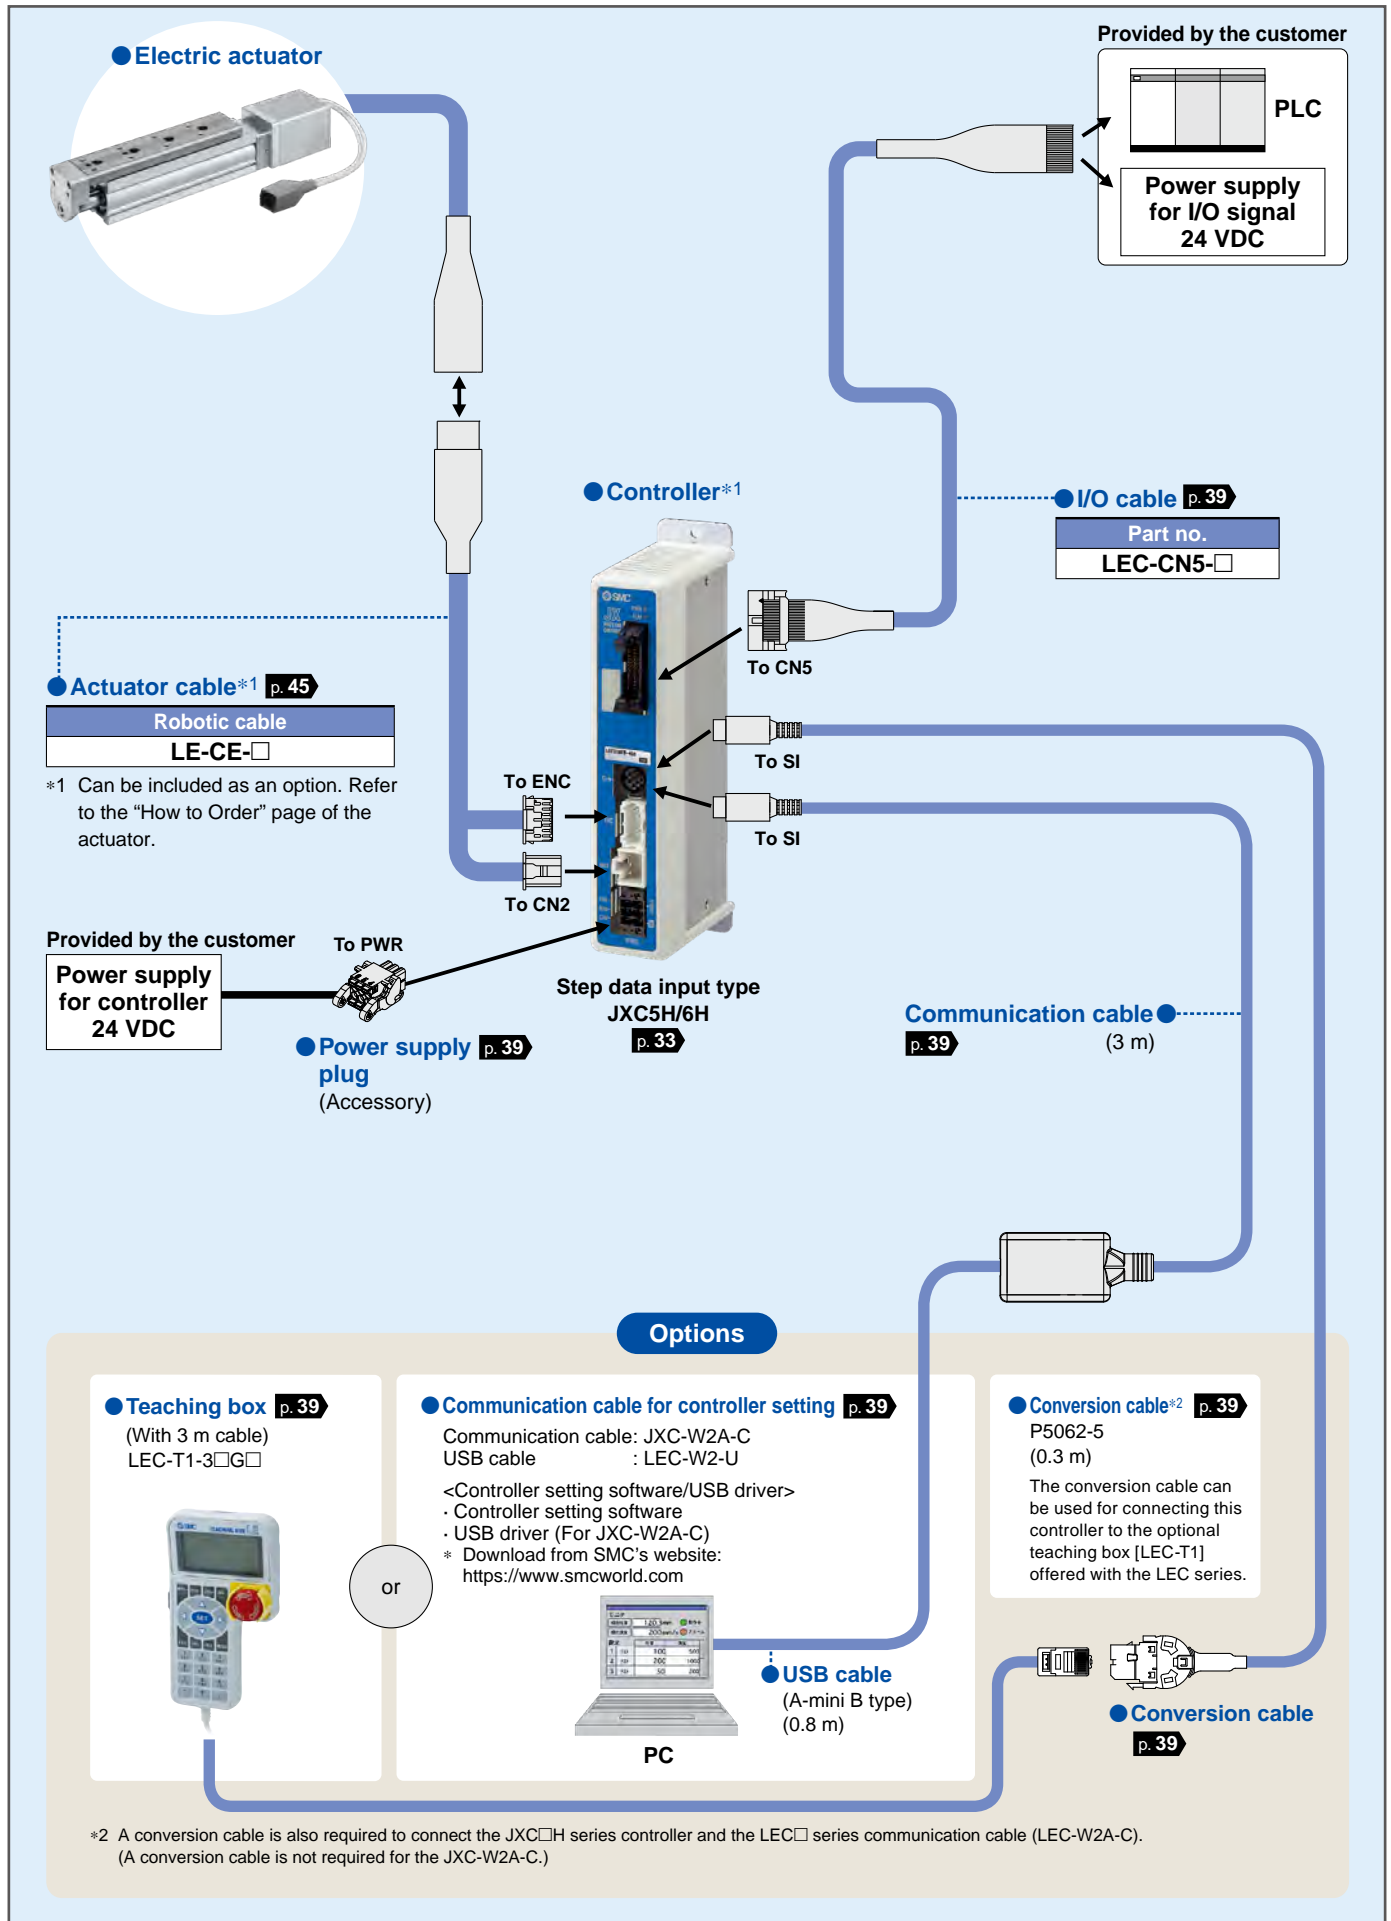 Provided by the customer
Electric actuator
PLC
Power supply
for I/O signal
24 VDC
Controller*1
I/O cable p. 39
Part no.
LEC-CN5-□
SMC
To CN5
Actuator cable*1 p. 45
Robotic cable
LE-CE-□
*1 Can be included as an option. Refer
to the “How to Order” page of the
actuator.
To SI
To ENC
To SI
To CN2
Provided by the customer
To PWR
Power supply
for controller
24 VDC
Step data input type
JXC5H/6H
p. 33
Communication cable
p. 39
(3 m)
Power supply p. 39
plug
(Accessory)
Options
Teaching box p. 39
(With 3 m cable)
LEC-T1-3□G□
Communication cable for controller setting p. 39
Communication cable: JXC-W2A-C
USB cable : LEC-W2-U
<Controller setting software/USB driver>
· Controller setting software
· USB driver (For JXC-W2A-C)
* Download from SMC’s website:
https://www.smcworld.com
Conversion cable*2 p. 39
P5062-5
(0.3 m)
The conversion cable can
be used for connecting this
controller to the optional
teaching box [LEC-T1]
offered with the LEC series.
or
USB cable
(A-mini B type)
(0.8 m)
PC
Conversion cable
p. 39
*2 A conversion cable is also required to connect the JXC□H series controller and the LEC□ series communication cable (LEC-W2A-C).
(A conversion cable is not required for the JXC-W2A-C.)